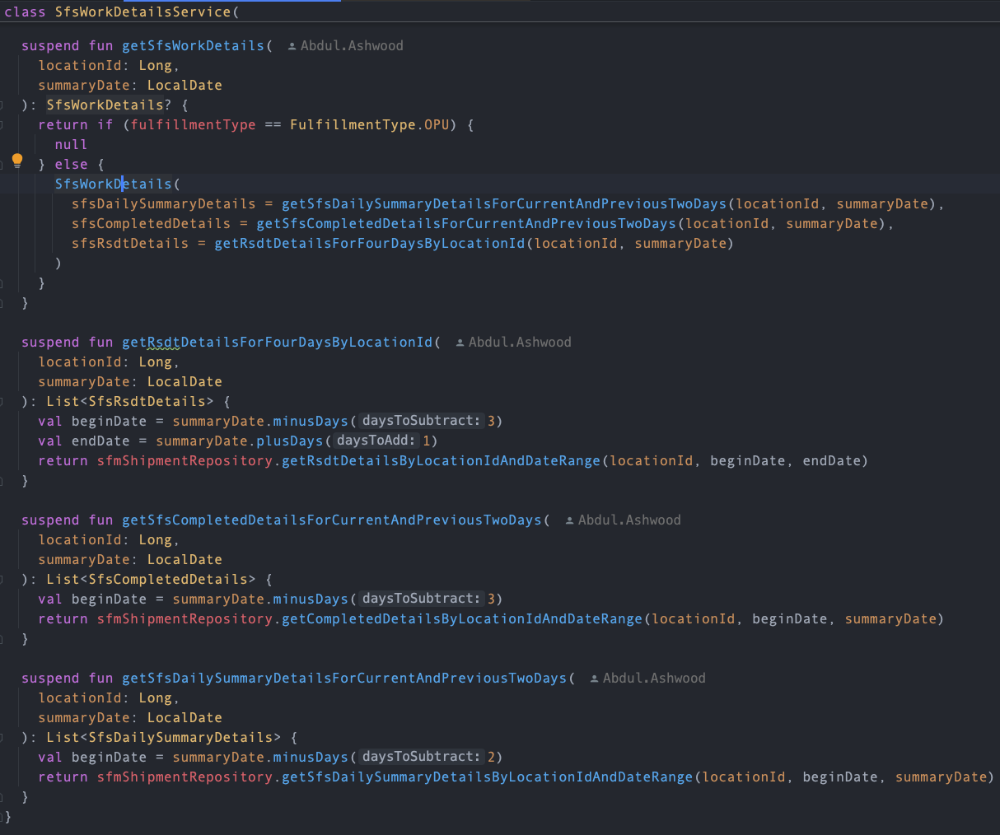 class SfsWorkDetailsService(
suspend fun getSfsWorkDetails( Abdul.Ashwood
locationId: Long,
summaryDate: LocalDate
): SfsWorkDetails? {
return if (fulfillmentType == FulfillmentType.OPU) {
null
} else {
SfsWorkDetails(
sfsDailySummaryDetails = getSfsDailySummaryDetailsForCurrentAndPreviousTwoDays(locationId, summaryDate),
sfsCompletedDetails = getSfsCompletedDetailsForCurrentAndPreviousTwoDays(locationId, summaryDate),
sfsRsdtDetails = getRsdtDetailsForFourDaysByLocationId(locationId, summaryDate)
)
}
}
suspend fun getRsdtDetailsForFourDaysByLocationId( Abdul.Ashwood
locationId: Long,
summaryDate: LocalDate
): List<SfsRsdtDetails> {
val beginDate = summaryDate.minusDays( daysToSubtract: 3)
val endDate = summaryDate.plusDays( daysToAdd: 1)
return sfmShipmentRepository.getRsdtDetailsByLocationIdAndDateRange(locationId, beginDate, endDate)
}
suspend fun getSfsCompletedDetailsForCurrentAndPreviousTwoDays( Abdul.Ashwood
locationId: Long,
summaryDate: LocalDate
): List<SfsCompletedDetails> {
val beginDate = summaryDate.minusDays( daysToSubtract: 3)
return sfmShipmentRepository.getCompletedDetailsByLocationIdAndDateRange(locationId, beginDate, summaryDate)
}
suspend fun getSfsDailySummaryDetailsForCurrentAndPreviousTwoDays( Abdul.Ashwood
locationId: Long,
summaryDate: LocalDate
): List<SfsDailySummaryDetails> {
val beginDate = summaryDate.minusDays( daysToSubtract: 2)
return sfmShipmentRepository.getSfsDailySummaryDetailsByLocationIdAndDateRange(locationId, beginDate, summaryDate)
}
}